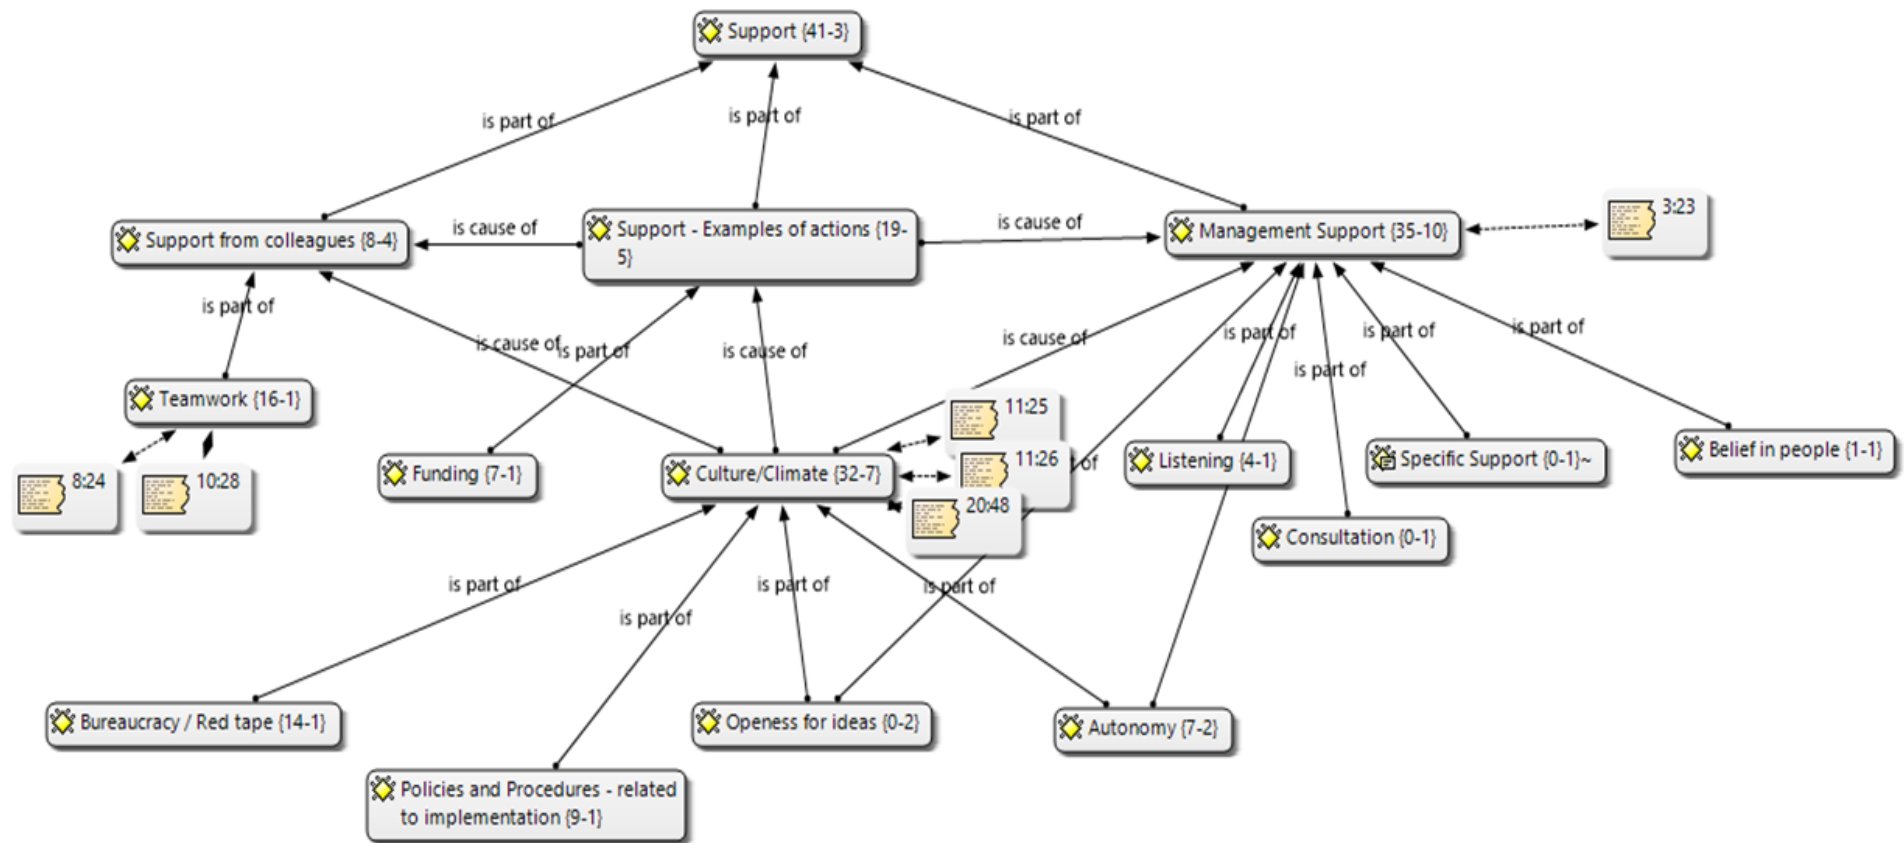 Support {41-3}
is part of
is part of
is part of
Support from colleagues {8-4}
is cause of
Support - Examples of actions {19-
5}
is cause of
Management Support {35-10}
3:23
is part of
is cause of
is part of
is cause of
is cause of
is part of
is part of
is part of
is part of
Teamwork {16-1}
8:24
10:28
Funding {7-1}
Culture/Climate {32-7}
11:25
11:26
20:48
of
Listening {4-1}
Specific Support {0-1}~
Belief in people {1-1}
Consultation {0-1}
is part of
is part of
is part of
is part of
Bureaucracy / Red tape {14-1}
Openess for ideas {0-2}
Autonomy {7-2}
Policies and Procedures - related
to implementation {9-1}